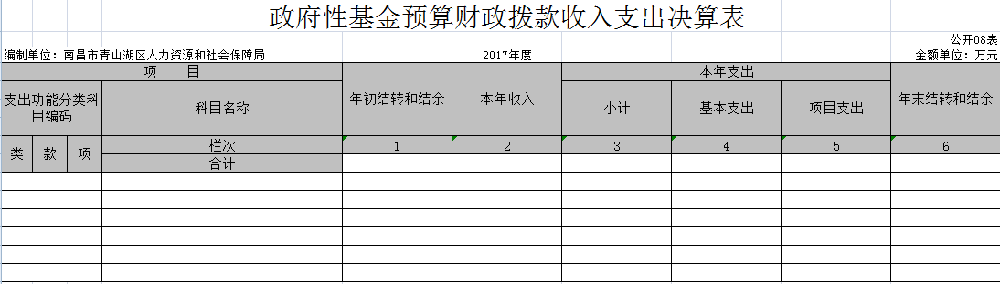 政府性基金预算财政拨款收入支出决算表
公开08表
编制单位：南昌市青山湖区人力资源和社会保障局 2017年度 金额单位：万元
项 目 年初结转和结余 本年收入 本年支出 年末结转和结余
支出功能分类科目编码 科目名称 小计 基本支出 项目支出
类 款 项 栏次 1 2 3 4 5 6
合计